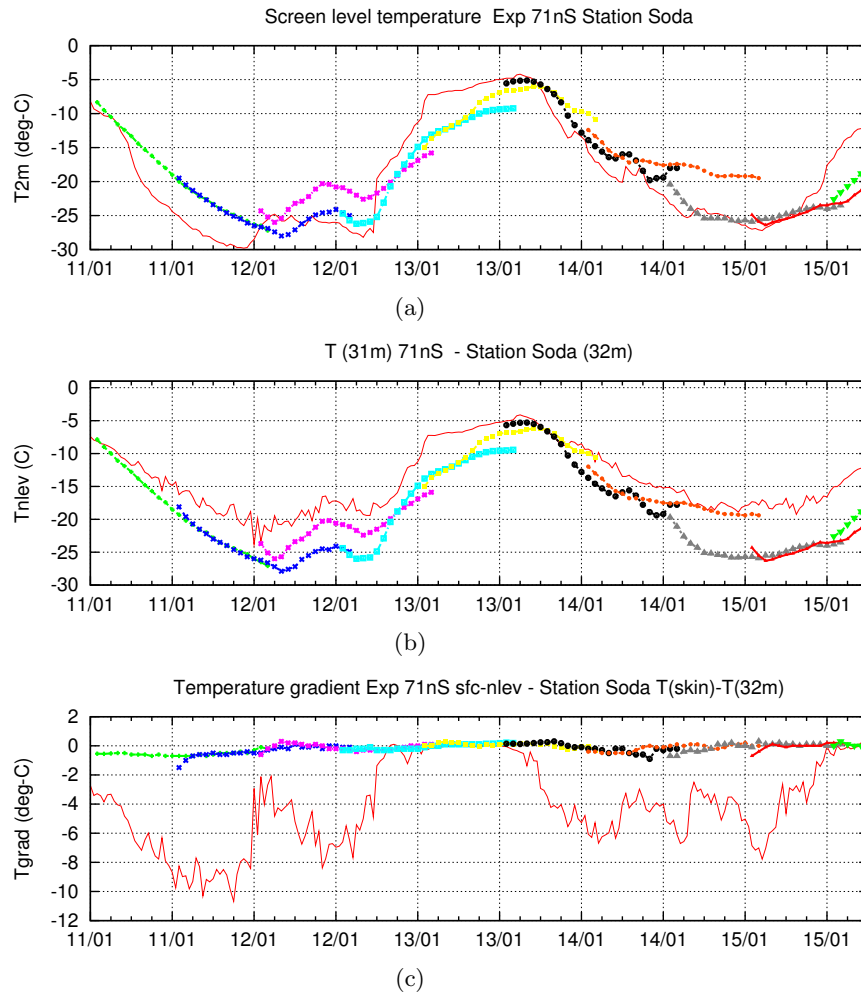 Screen level temperature Exp 71nS Station Soda
T2m (deg-C)
0
-5
-10
-15
-20
-25
-30
11/01 11/01 12/01 12/01 13/01 13/01 14/01 14/01 15/01 15/01
(a)
T (31m) 71nS - Station Soda (32m)
Tnlev (C)
0
-5
-10
-15
-20
-25
-30
11/01 11/01 12/01 12/01 13/01 13/01 14/01 14/01 15/01 15/01
(b)
Temperature gradient Exp 71nS sfc-nlev - Station Soda T(skin)-T(32m)
Tgrad (deg-C)
2
0
-2
-4
-6
-8
-10
-12
11/01 11/01 12/01 12/01 13/01 13/01 14/01 14/01 15/01 15/01
(c)